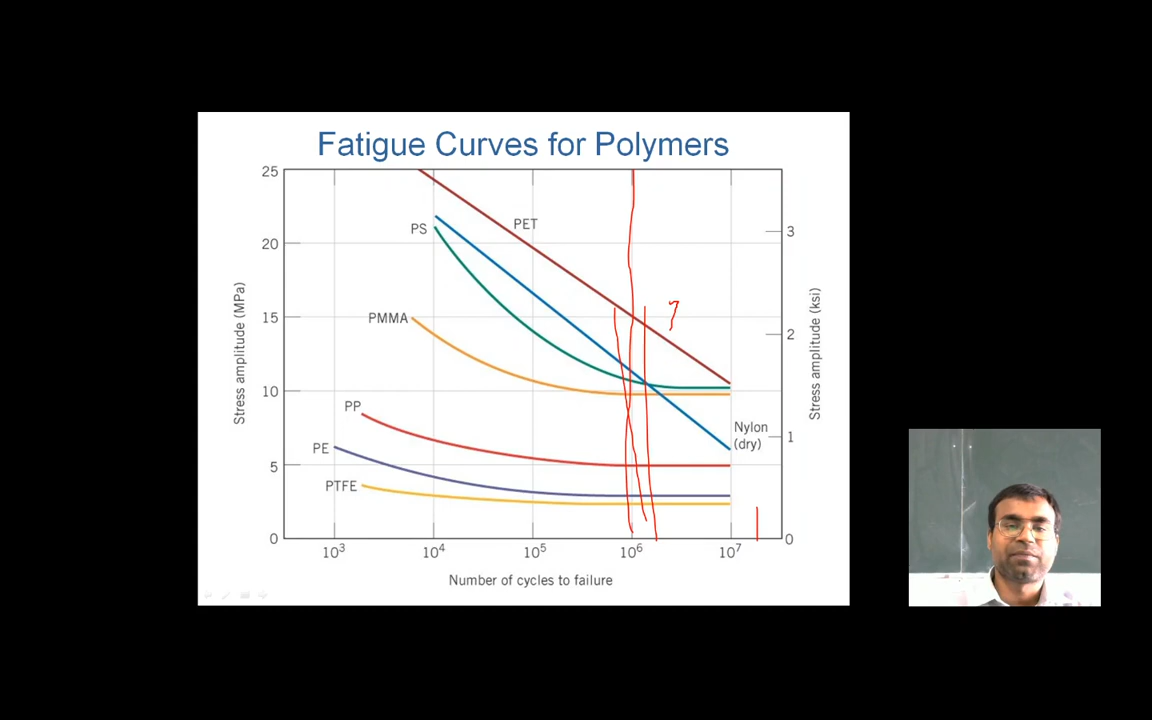 Fatigue Curves for Polymers
25
20
15
10
5
0
Stress amplitude (MPa)
PS
PET
PMMA
PP
PE
PTFE
Nylon
(dry)
3
2
1
0
Stress amplitude (ksi)
10³
10⁴
10⁵
10⁶
10⁷
Number of cycles to failure
?